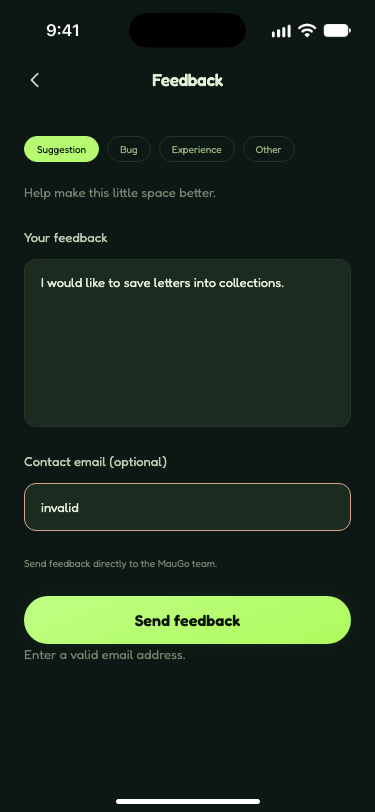 9:41
Feedback
Suggestion Bug Experience Other
Help make this little space better.
Your feedback
I would like to save letters into collections.
Contact email (optional)
invalid
Send feedback directly to the MauGo team.
Send feedback
Enter a valid email address.